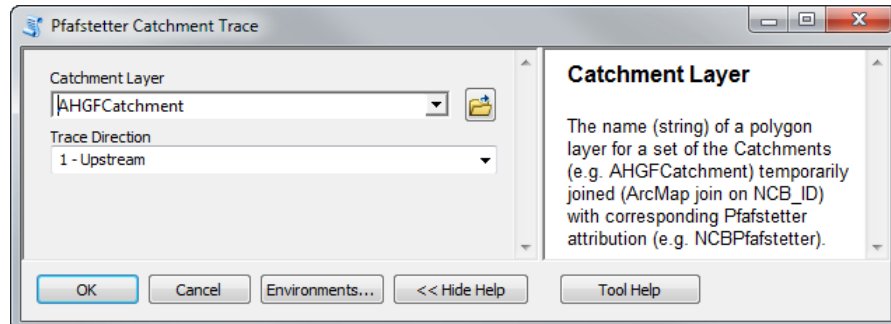 Pfafstetter Catchment Trace
Catchment Layer
AHGFCatchment
Trace Direction
1 - Upstream
Catchment Layer
The name (string) of a polygon
layer for a set of the Catchments
(e.g. AHGFCatchment) temporarily
joined (ArcMap join on NCB_ID)
with corresponding Pfafstetter
attribution (e.g. NCBPfafstetter).
OK
Cancel
Environments...
<< Hide Help
Tool Help